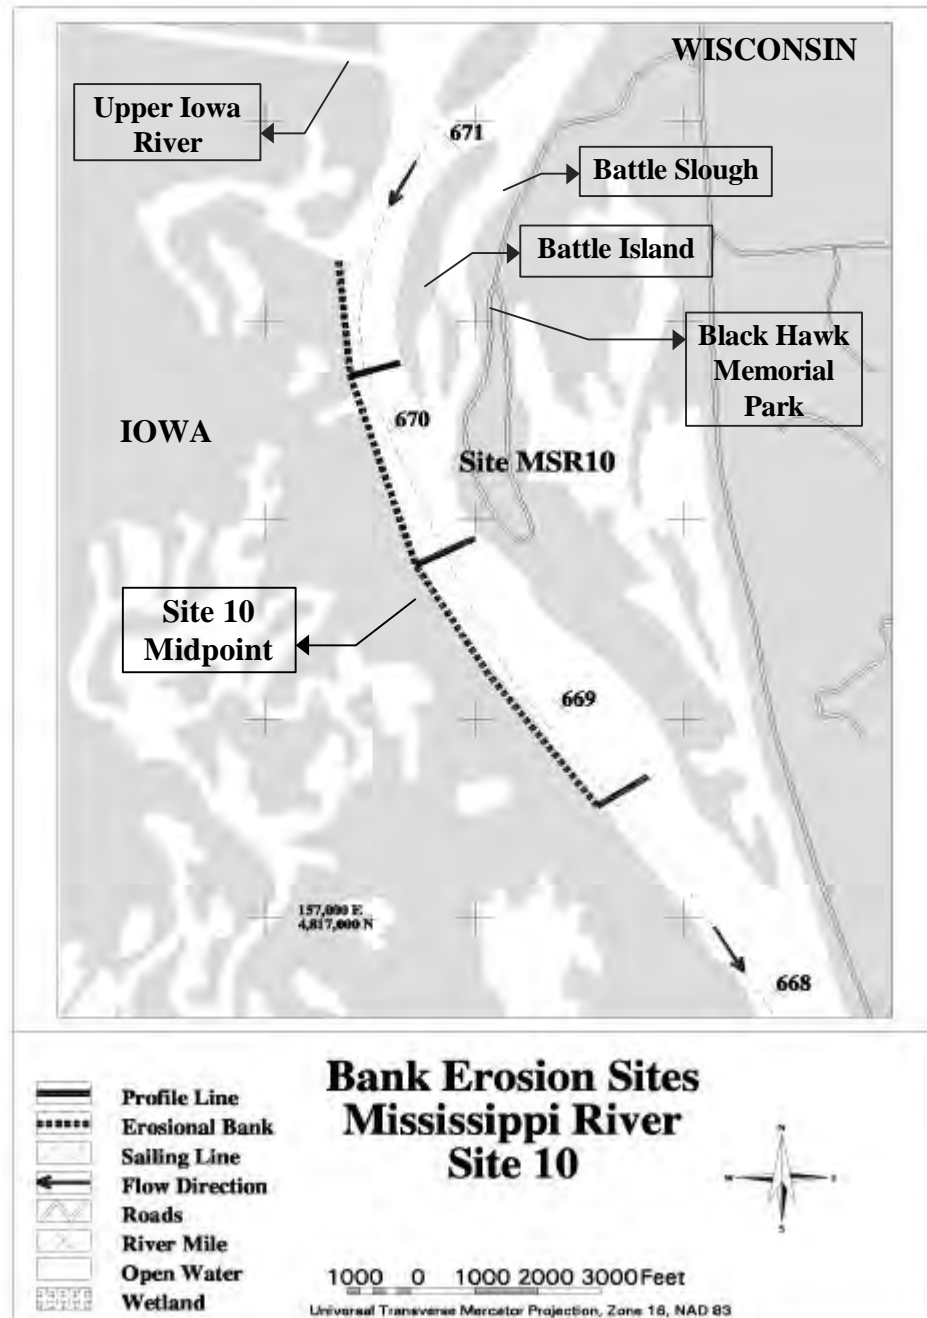 WISCONSIN
Upper Iowa
River
671
Battle Slough
Battle Island
Black Hawk
Memorial
Park
670
IOWA
Site MSR10
Site 10
Midpoint
669
157,000 E
4,817,000 N
668
Bank Erosion Sites
Mississippi River
Site 10
Profile Line
Erosional Bank
Sailing Line
Flow Direction
Roads
River Mile
Open Water
Wetland
N
W
E
S
1000 0 1000 2000 3000 Feet
Universal Transverse Mercator Projection, Zone 16, NAD 83